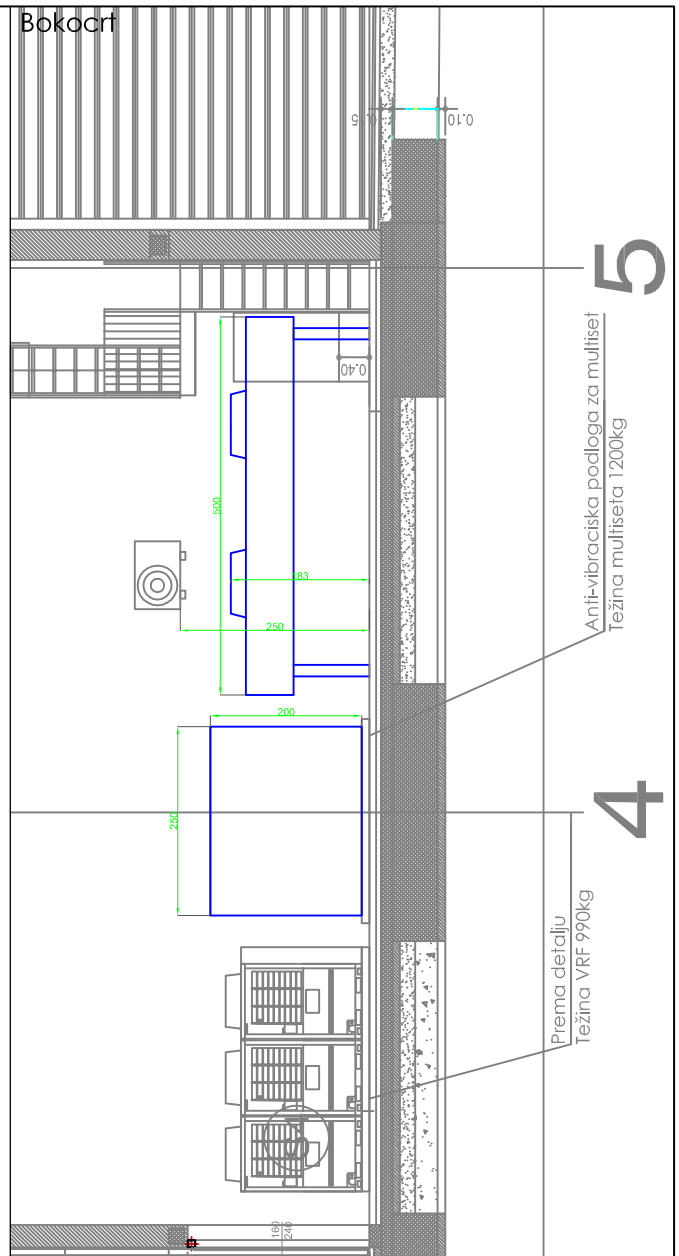 Bokocrt
0.10
5
0.40
Anti-vibraciska podloga za multiset
Težina multiseta 1200kg
500
183
250
200
250
4
Prema detalju
Težina VRF 990kg
160
240